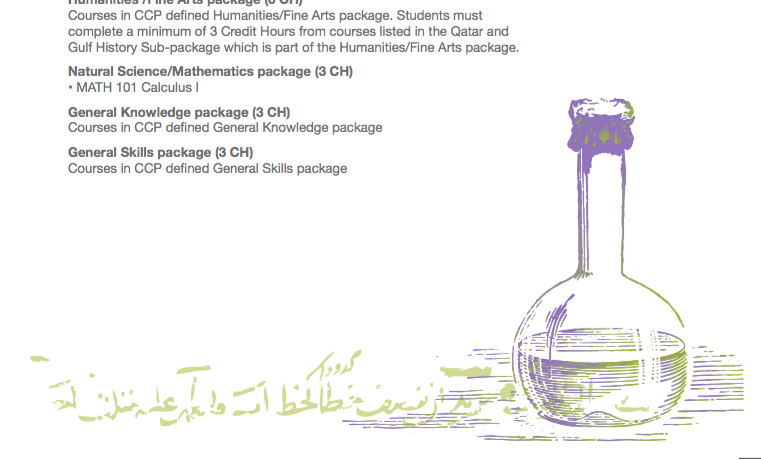 Humanities /Fine Arts package (6 CH)
Courses in CCP defined Humanities/Fine Arts package. Students must
complete a minimum of 3 Credit Hours from courses listed in the Qatar and
Gulf History Sub-package which is part of the Humanities/Fine Arts package.
Natural Science/Mathematics package (3 CH)
• MATH 101 Calculus I
General Knowledge package (3 CH)
Courses in CCP defined General Knowledge package
General Skills package (3 CH)
Courses in CCP defined General Skills package